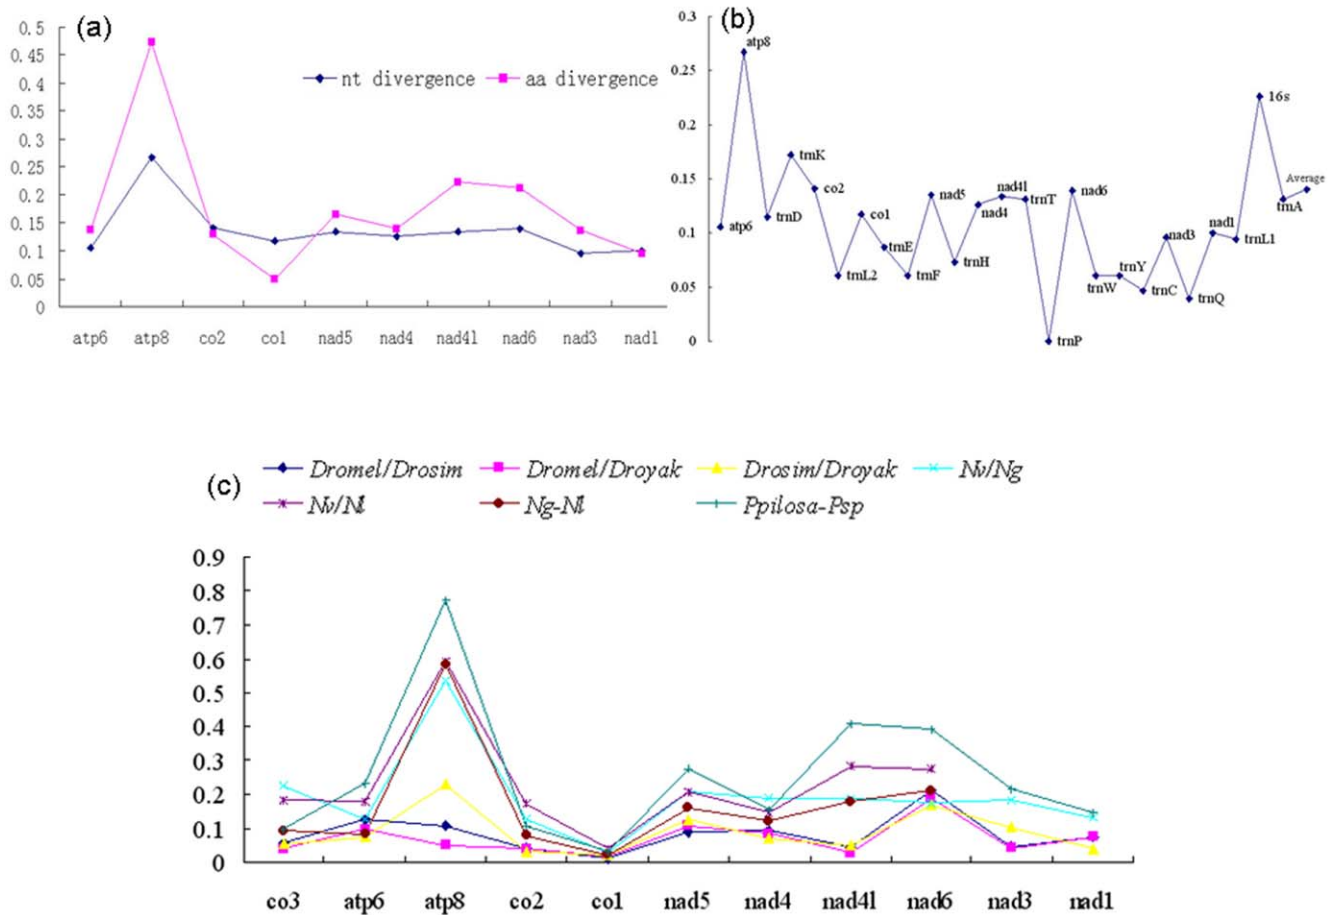 (a)
0.5
0.45
0.4
0.35
0.3
0.25
0.2
0.15
0.1
0.05
0
nt divergence aa divergence
atp6 atp8 co2 co1 nad5 nad4 nad41 nad6 nad3 nad1
(b)
0.3
0.25
0.2
0.15
0.1
0.05
0
atp6
atp8
trnD
trnK
co2
trnL2
co1
trnE
trnF
nad5
trnH
nad4
nad4l
trnT
trnP
nad6
trnW
trnY
trnC
nad3
trnQ
nad1
trnL1
16s
trnA
Average
(c)
Dromel/Drosim Dromel/Droyak Drosim/Droyak Nv/Ng
Nv/Nl Ng-Nl Ppilosa-Psp
0.9
0.8
0.7
0.6
0.5
0.4
0.3
0.2
0.1
0
co3 atp6 atp8 co2 co1 nad5 nad4 nad4l nad6 nad3 nad1